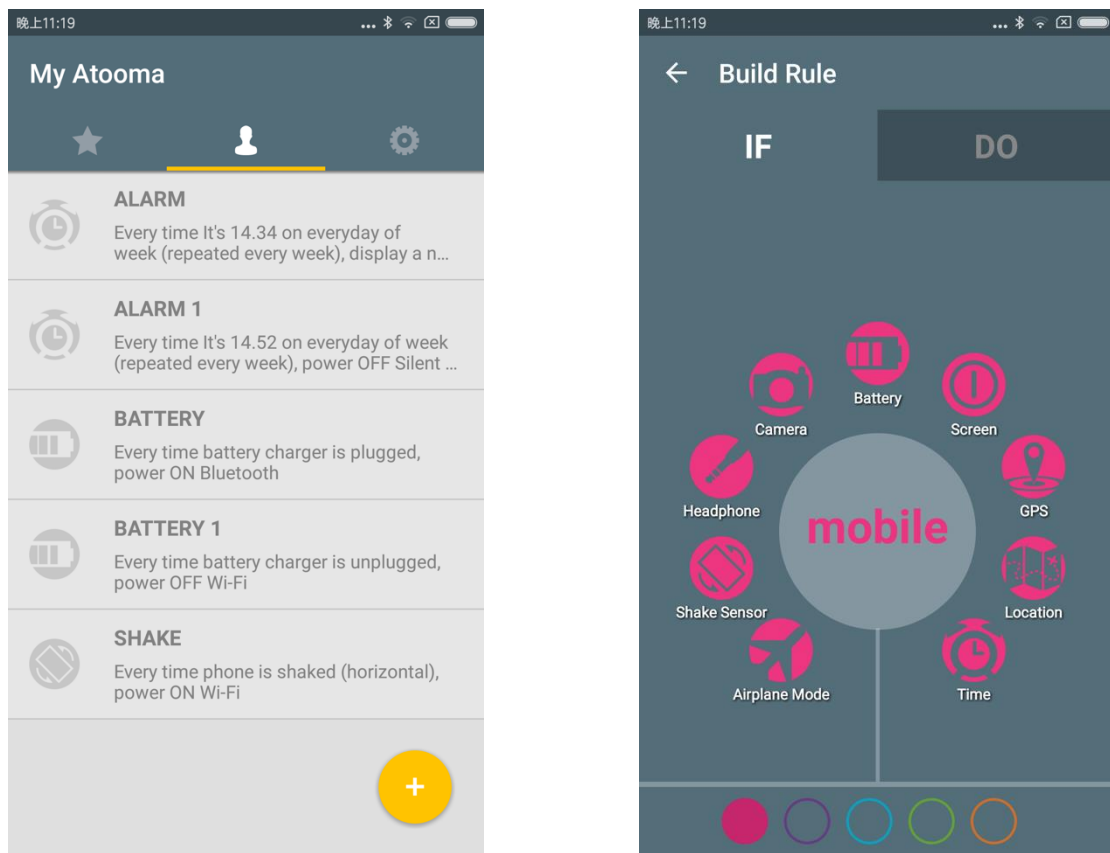 晚上11:19
My Atooma
ALARM
Every time It's 14.34 on everyday of
week (repeated every week), display a n...
ALARM 1
Every time It's 14.52 on everyday of week
(repeated every week), power OFF Silent ...
BATTERY
Every time battery charger is plugged,
power ON Bluetooth
BATTERY 1
Every time battery charger is unplugged,
power OFF Wi-Fi
SHAKE
Every time phone is shaked (horizontal),
power ON Wi-Fi
+
晚上11:19
Build Rule
IF
DO
Battery
Camera
Screen
Headphone
GPS
mobile
Shake Sensor
Location
Airplane Mode
Time